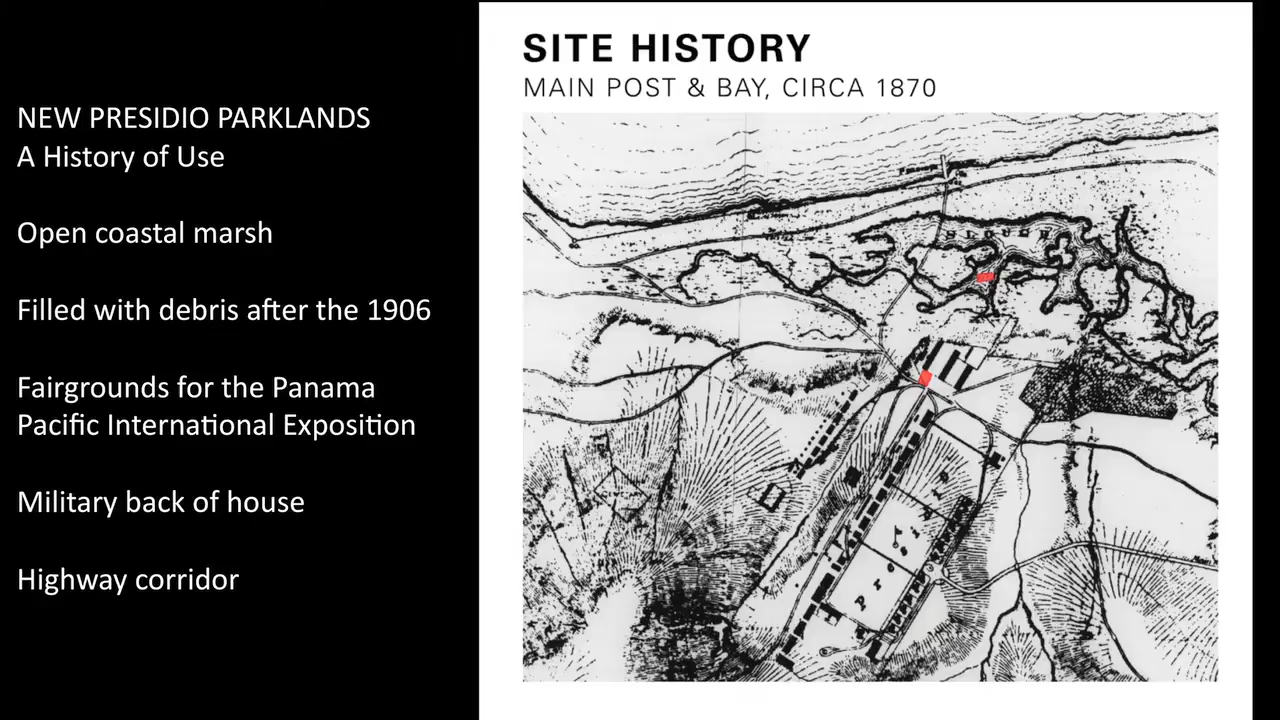 NEW PRESIDIO PARKLANDS
A History of Use
Open coastal marsh
Filled with debris after the 1906
Fairgrounds for the Panama
Pacific International Exposition
Military back of house
Highway corridor
SITE HISTORY
MAIN POST & BAY, CIRCA 1870
Presidio